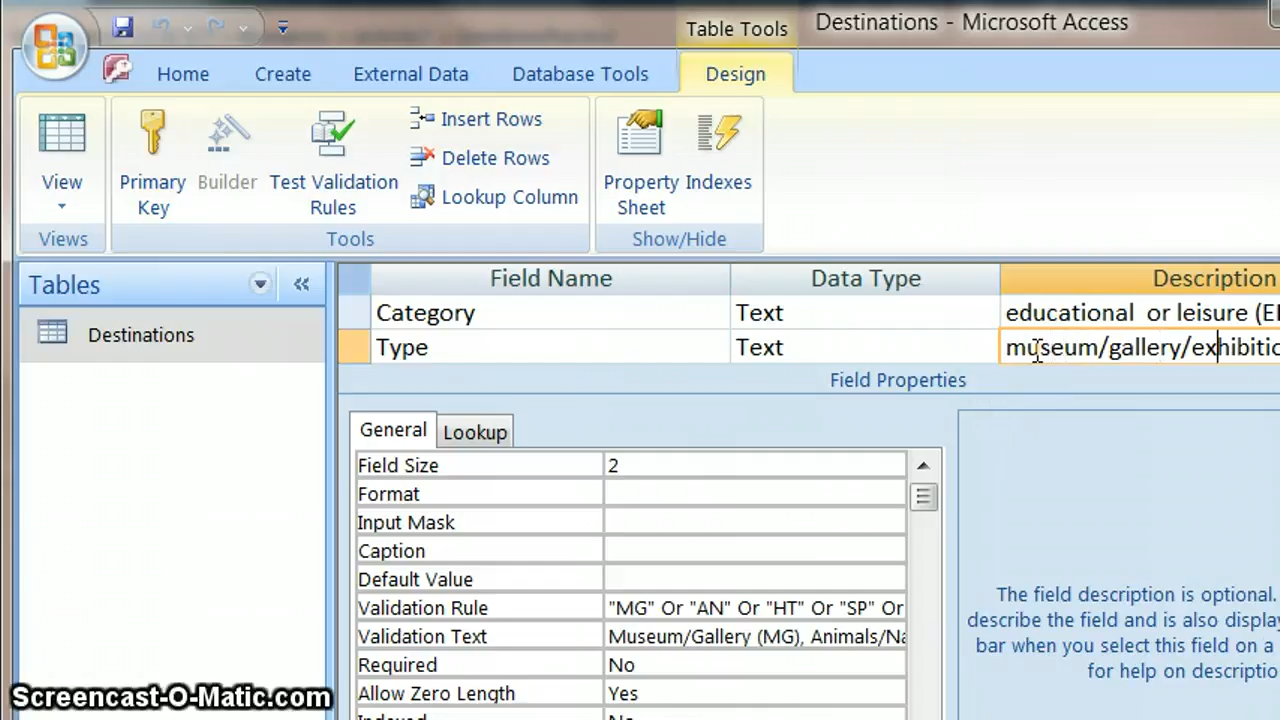 Table Tools
Destinations - Microsoft Access
Home Create External Data Database Tools Design
View
Primary Key
Builder
Test Validation Rules
Insert Rows
Delete Rows
Lookup Column
Property Sheet
Indexes
Views Tools Show/Hide
Tables «
Destinations
Field Name Data Type Description
Category Text educational or leisure (E
Type Text museum/gallery/exhibitio
Field Properties
General Lookup
Field Size 2
Format
Input Mask
Caption
Default Value
Validation Rule "MG" Or "AN" Or "HT" Or "SP" Or
Validation Text Museum/Gallery (MG), Animals/Na
Required No
Allow Zero Length Yes
Indexed No
The field description is optional.
describe the field and is also display
bar when you select this field on a
for help on descriptio
Screencast-O-Matic.com